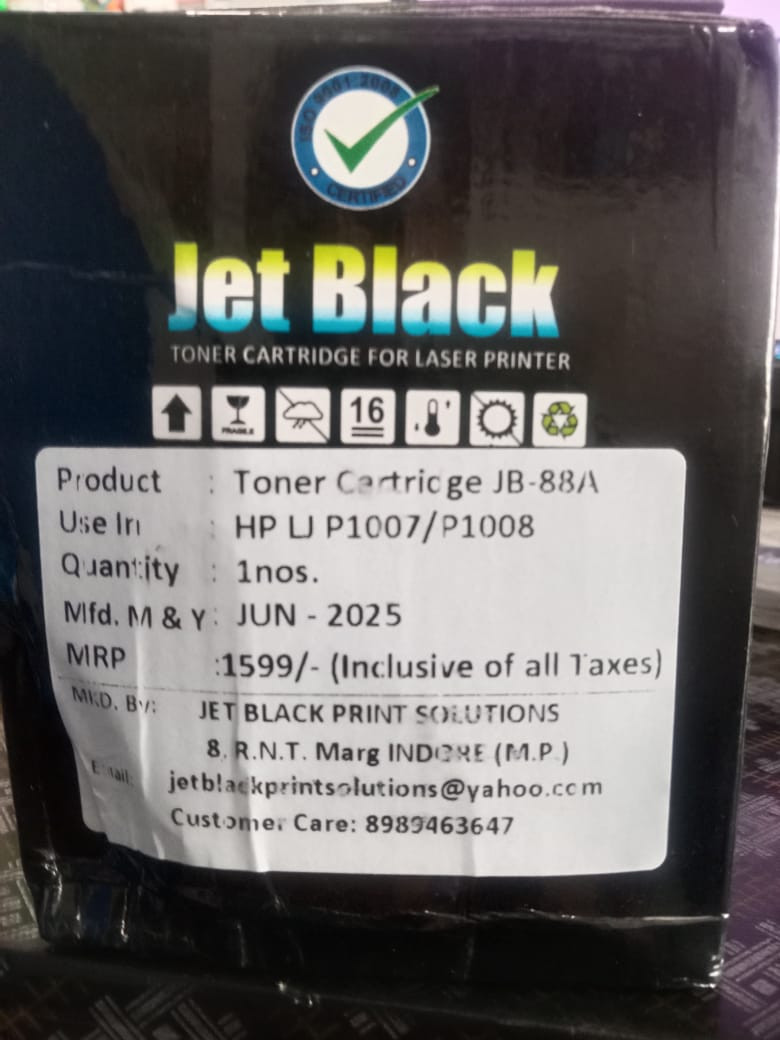 ISO 9001-2008
CERTIFIED
Jet Black
TONER CARTRIDGE FOR LASER PRINTER
FRAGILE
16
Product : Toner Cartridge JB-88A
Use In : HP LJ P1007/P1008
Quantity : 1nos.
Mfd. M & Y: JUN - 2025
MRP :1599/- (Inclusive of all Taxes)
MKD. By: JET BLACK PRINT SOLUTIONS
8, R.N.T. Marg INDORE (M.P.)
Email: jetblackprintsolutions@yahoo.com
Customer Care: 8989463647